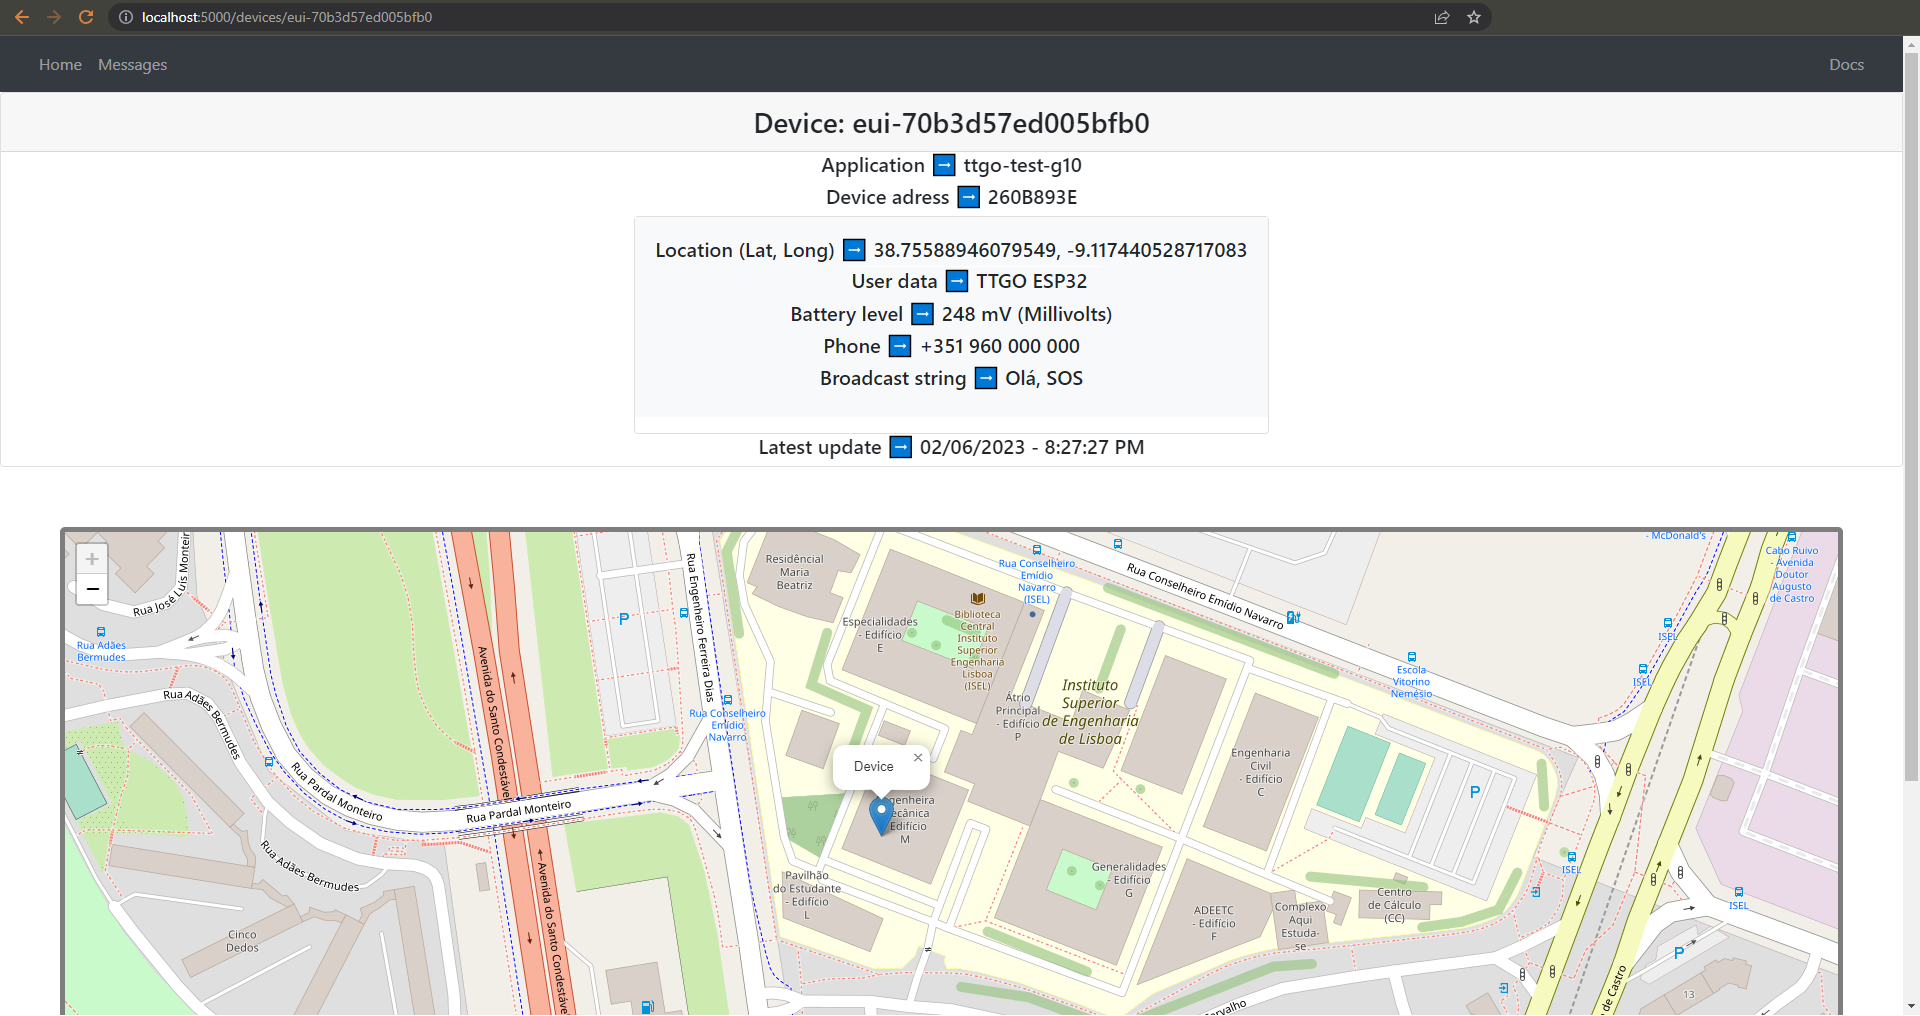 localhost:5000/devices/eui-70b3d57ed005bfb0
Home Messages Docs
Device: eui-70b3d57ed005bfb0
Application → ttgo-test-g10
Device adress → 260B893E
Location (Lat, Long) → 38.75588946079549, -9.117440528717083
User data → TTGO ESP32
Battery level → 248 mV (Millivolts)
Phone → +351 960 000 000
Broadcast string → Olá, SOS
Latest update → 02/06/2023 - 8:27:27 PM
+
−
Rua José Luís Monteir
Rua Adães
Bermudes
Rua Adães Bermudes
Rua Pardal Monteiro
Rua Pardal Monteiro
Rua Adães Bermudes
Cinco
Dedos
Avenida do Santo Condestável
Avenida do Santo Condestáve
P
Rua Engenheiro Ferreira Dias
Rua Conselheiro
Emídio
Navarro
Residêncial
Maria
Beatriz
Especialidades
- Edifício
E
Biblioteca
Central
Instituto
Superior
Engenharia
Lisboa
(ISEL)
Rua Conselheiro
Emídio
Navarro
(ISEL)
Rua Conselheiro Emídio Navarro
Átrio
Principal
- Edifício
P
Instituto
Superior
de Engenharia
de Lisboa
Device
×
genheira
ecânica
Edifício
M
Pavilhão
do Estudante
- Edifício
L
Engenharia
Civil
- Edifício
C
Generalidades
- Edifício
G
ADEETC
- Edifício
F
Complexo
Aqui
Estuda-
se
Centro
de Cálculo
(CC)
P
Escola
Vitorino
Nemésio
ISEL
ISEL
ISEL
ISEL
- McDonald's
Cabo Ruivo
- Avenida
Doutor
Augusto
de Castro
P
13
de Castro
arvalho